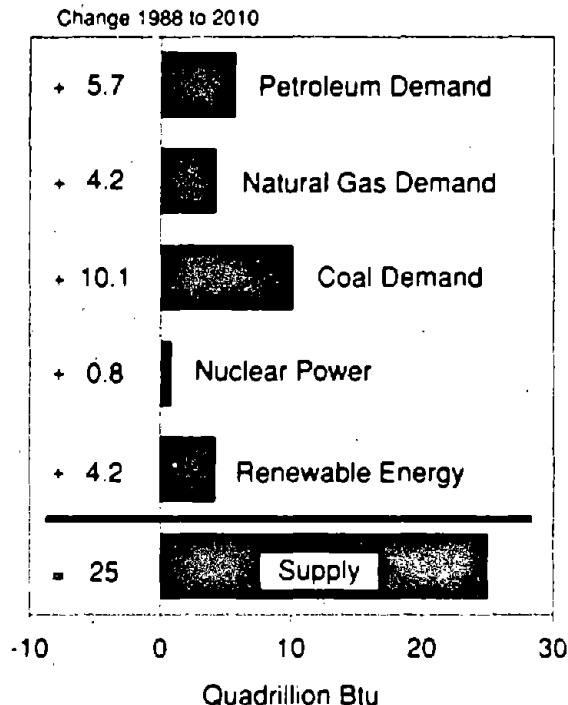 Change 1988 to 2010
+ 5.7 Petroleum Demand
+ 4.2 Natural Gas Demand
+ 10.1 Coal Demand
+ 0.8 Nuclear Power
+ 4.2 Renewable Energy
= 25 Supply
-10 0 10 20 30
Quadrillion Btu